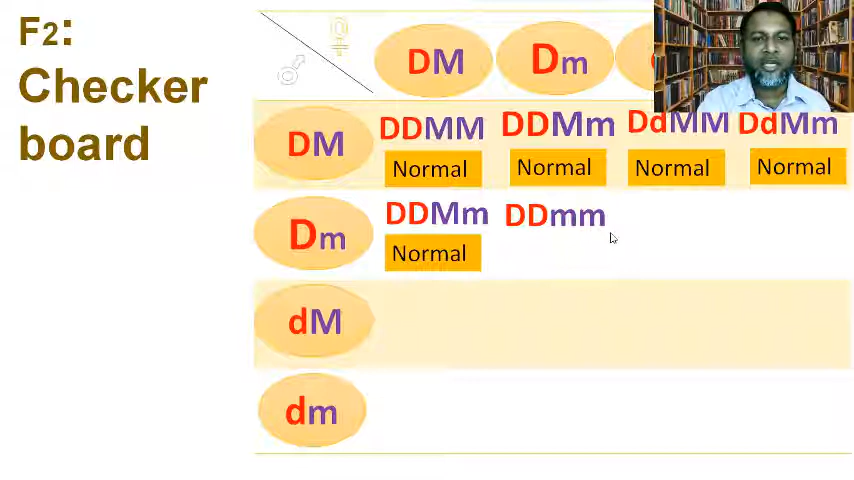 F2:
Checker
board
DM Dm
DM DDMM DDMm DdMM DdMm
Normal Normal Normal Normal
Dm DDMm DDmm
Normal
dM
dm